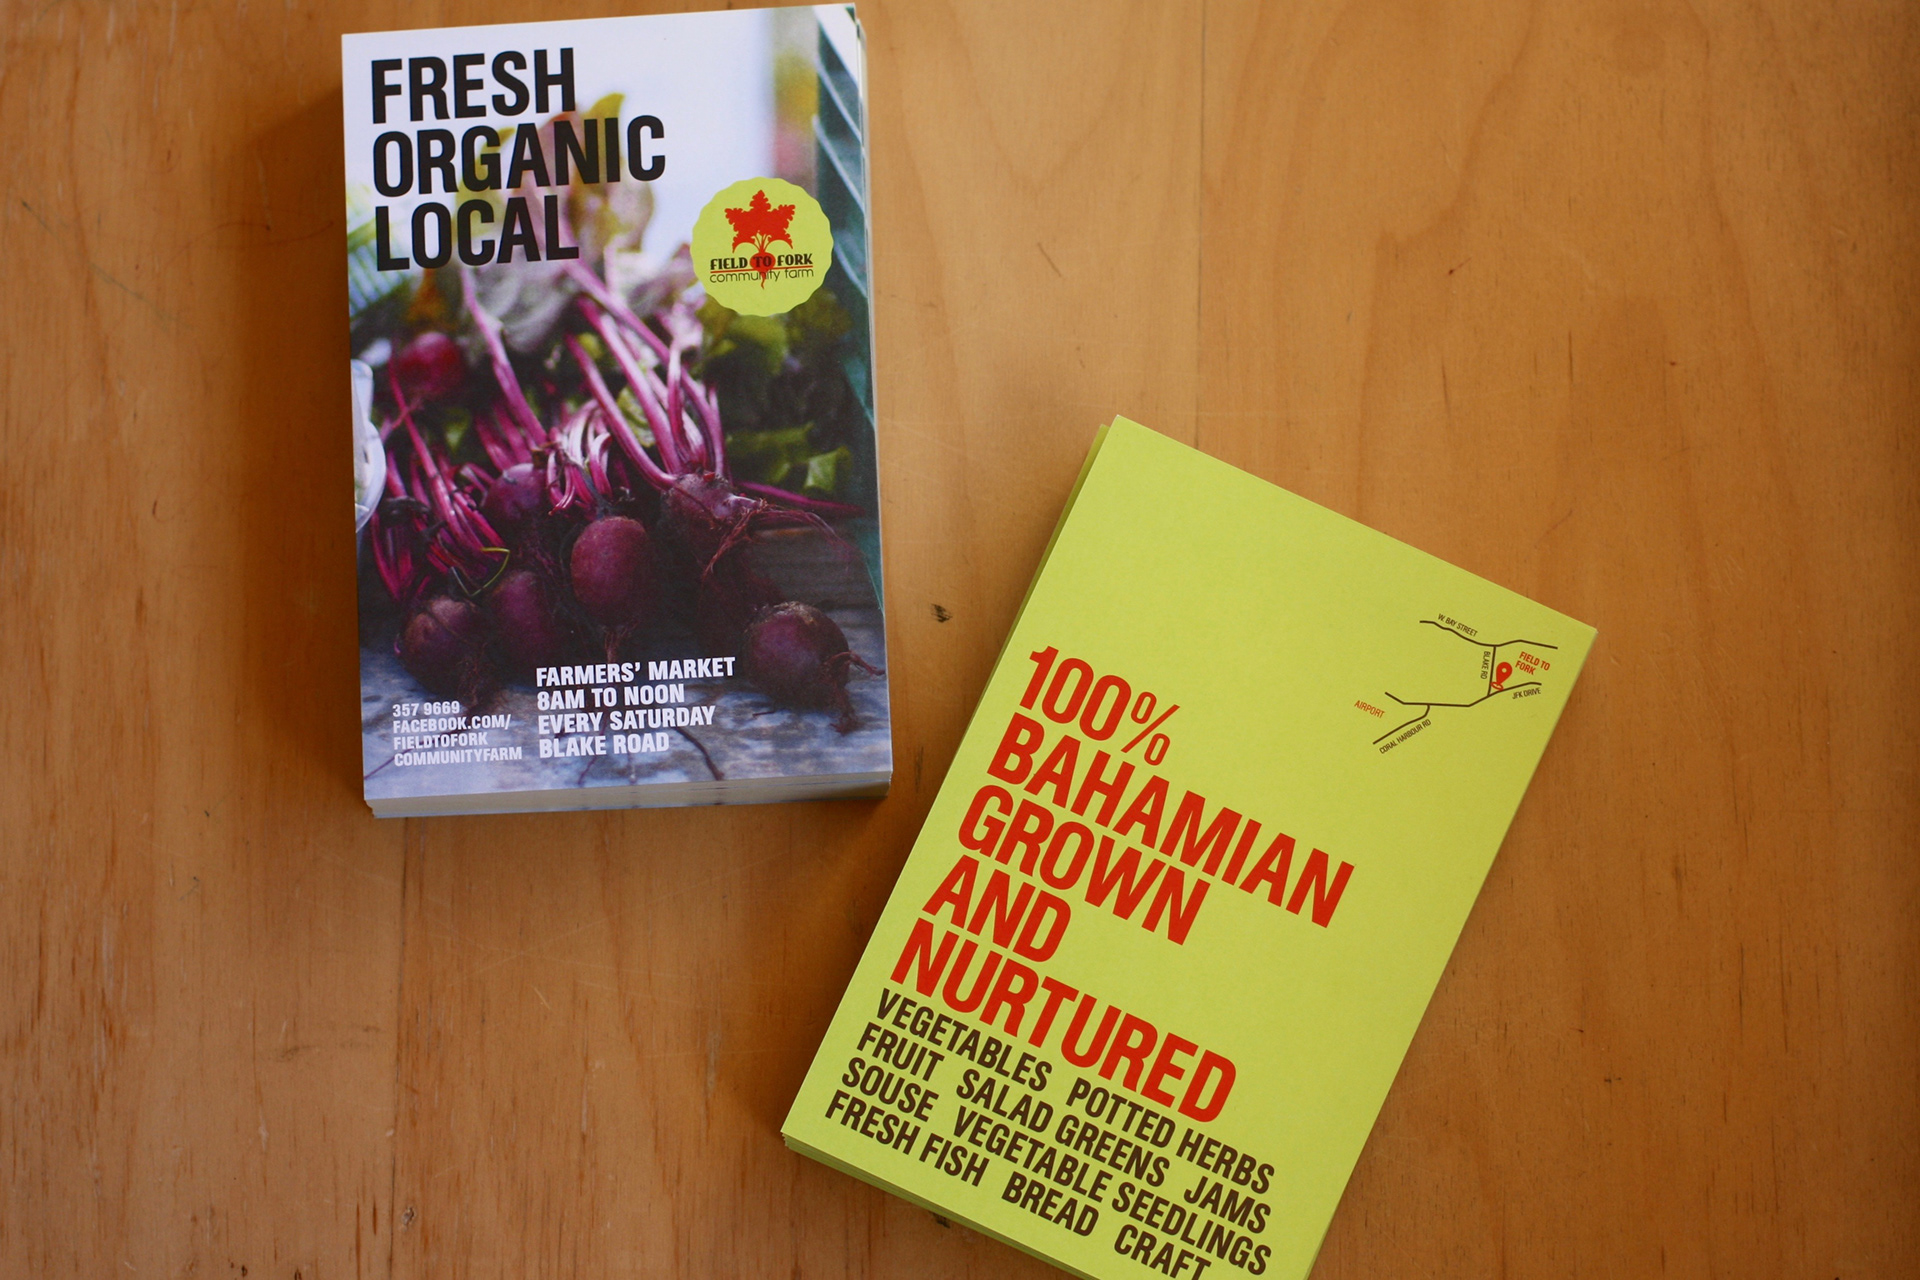 FRESH
ORGANIC
LOCAL
FIELD TO FORK
community farm
357 9669
FACEBOOK.COM/
FIELDTOFORK
COMMUNITYFARM
FARMERS’ MARKET
8AM TO NOON
EVERY SATURDAY
BLAKE ROAD
W. BAY STREET
BLAKE RD
FIELD TO
FORK
JFK DRIVE
AIRPORT
CORAL HARBOUR RD
100%
BAHAMIAN
GROWN
AND
NURTURED
VEGETABLES POTTED HERBS
FRUIT SALAD GREENS JAMS
SOUSE VEGETABLE SEEDLINGS
FRESH FISH BREAD CRAFT